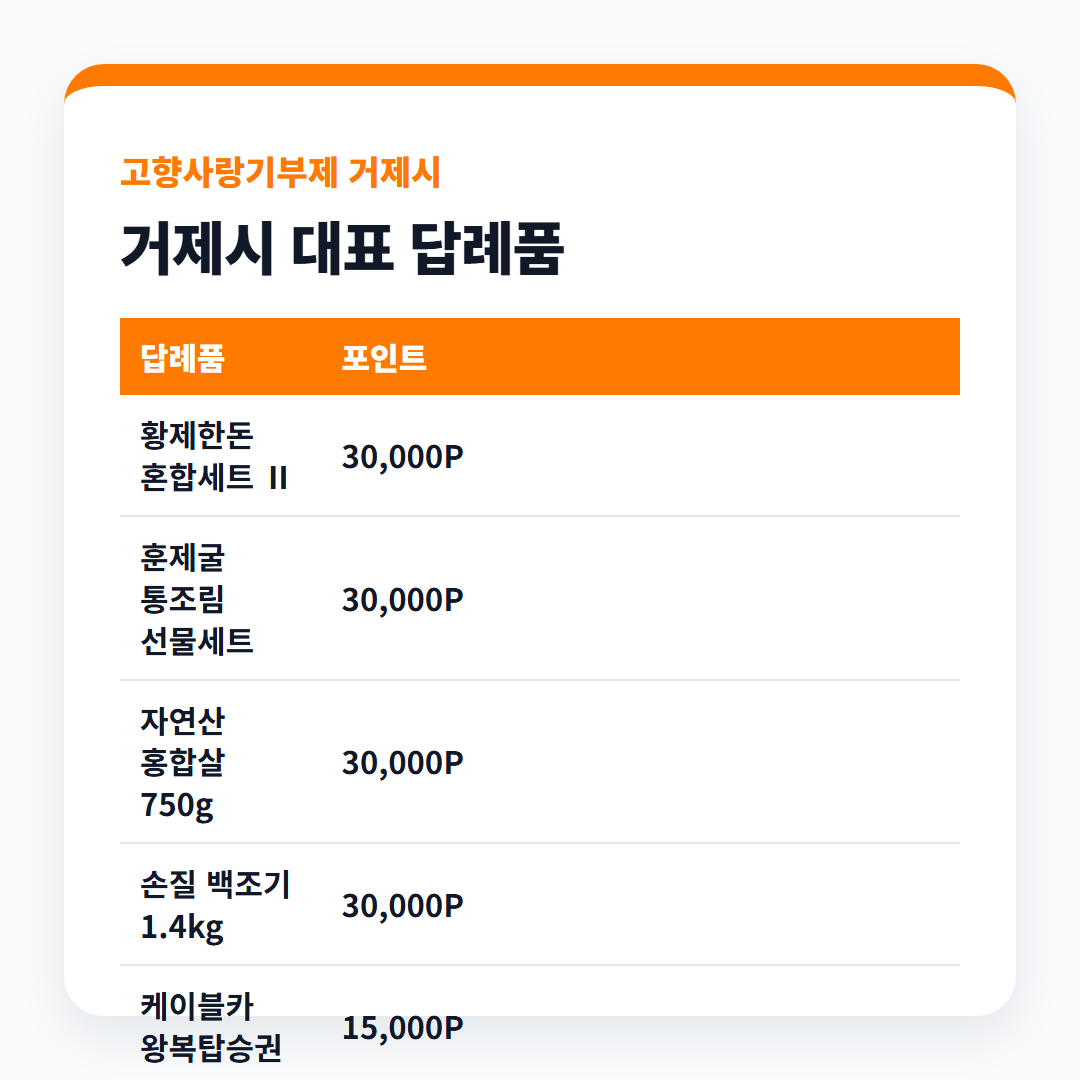 고향사랑기부제 거제시
거제시 대표 답례품
답례품 포인트
황제한돈
혼합세트 Ⅱ
30,000P
훈제굴
통조림
선물세트
30,000P
자연산
홍합살
750g
30,000P
손질 백조기
1.4kg
30,000P
케이블카
왕복탑승권
15,000P